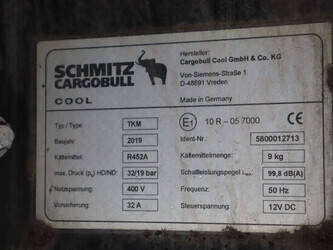 SCHMITZ
CARGOBULL
COOL
Hersteller:
Cargobull Cool GmbH & Co. KG
Von-Siemens-Straße 1
D-48691 Vreden
Made in Germany
Typ / Type: TKM
E1 10 R – 05 7000
Baujahr: 2019
Ident-Nr.: 5800012713
Kältemittel: R452A
Kältemittelmenge: 9 kg
max. Druck (ps) HD/ND: 32/19 bar
Schallleistungspegel Lwa: 99,8 dB(A)
Netzspannung: 400 V
Frequenz: 50 Hz
Vorsicherung: 32 A
Steuerspannung: 12V DC